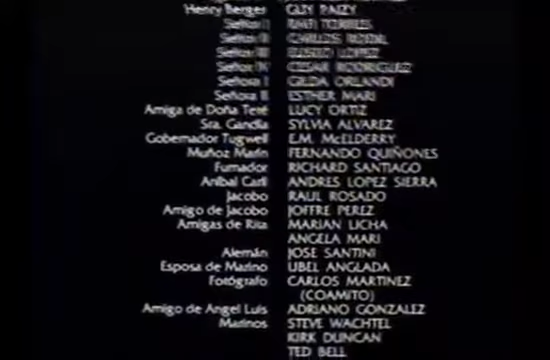 Henry Berger GUY PAIZY
Señor I RAFI TORRES
Señor II CARLOS
Señor III LOPEZ
Señor IV CESAR RODRIGUEZ
Señora I GILDA ORLANDI
Señora II ESTHER MARI
Amiga de Doña Teté LUCY ORTIZ
Sra. Gandía SYLVIA ALVAREZ
Gobernador Tugwell E.M. McELDERRY
Muñoz Marín FERNANDO QUIÑONES
Fumador RICHARD SANTIAGO
Aníbal Carli ANDRES LOPEZ SIERRA
Jacobo RAUL ROSADO
Amigo de Jacobo JOFFRE PEREZ
Amigas de Rita MARIAN LICHA
ANGELA MARI
Alemán JOSE SANTINI
Esposa de Marino UBEL ANGLADA
Fotógrafo CARLOS MARTINEZ
(COAMITO)
Amigo de Angel Luis ADRIANO GONZALEZ
Marinos STEVE WACHTEL
KIRK DUNCAN
TED BELL